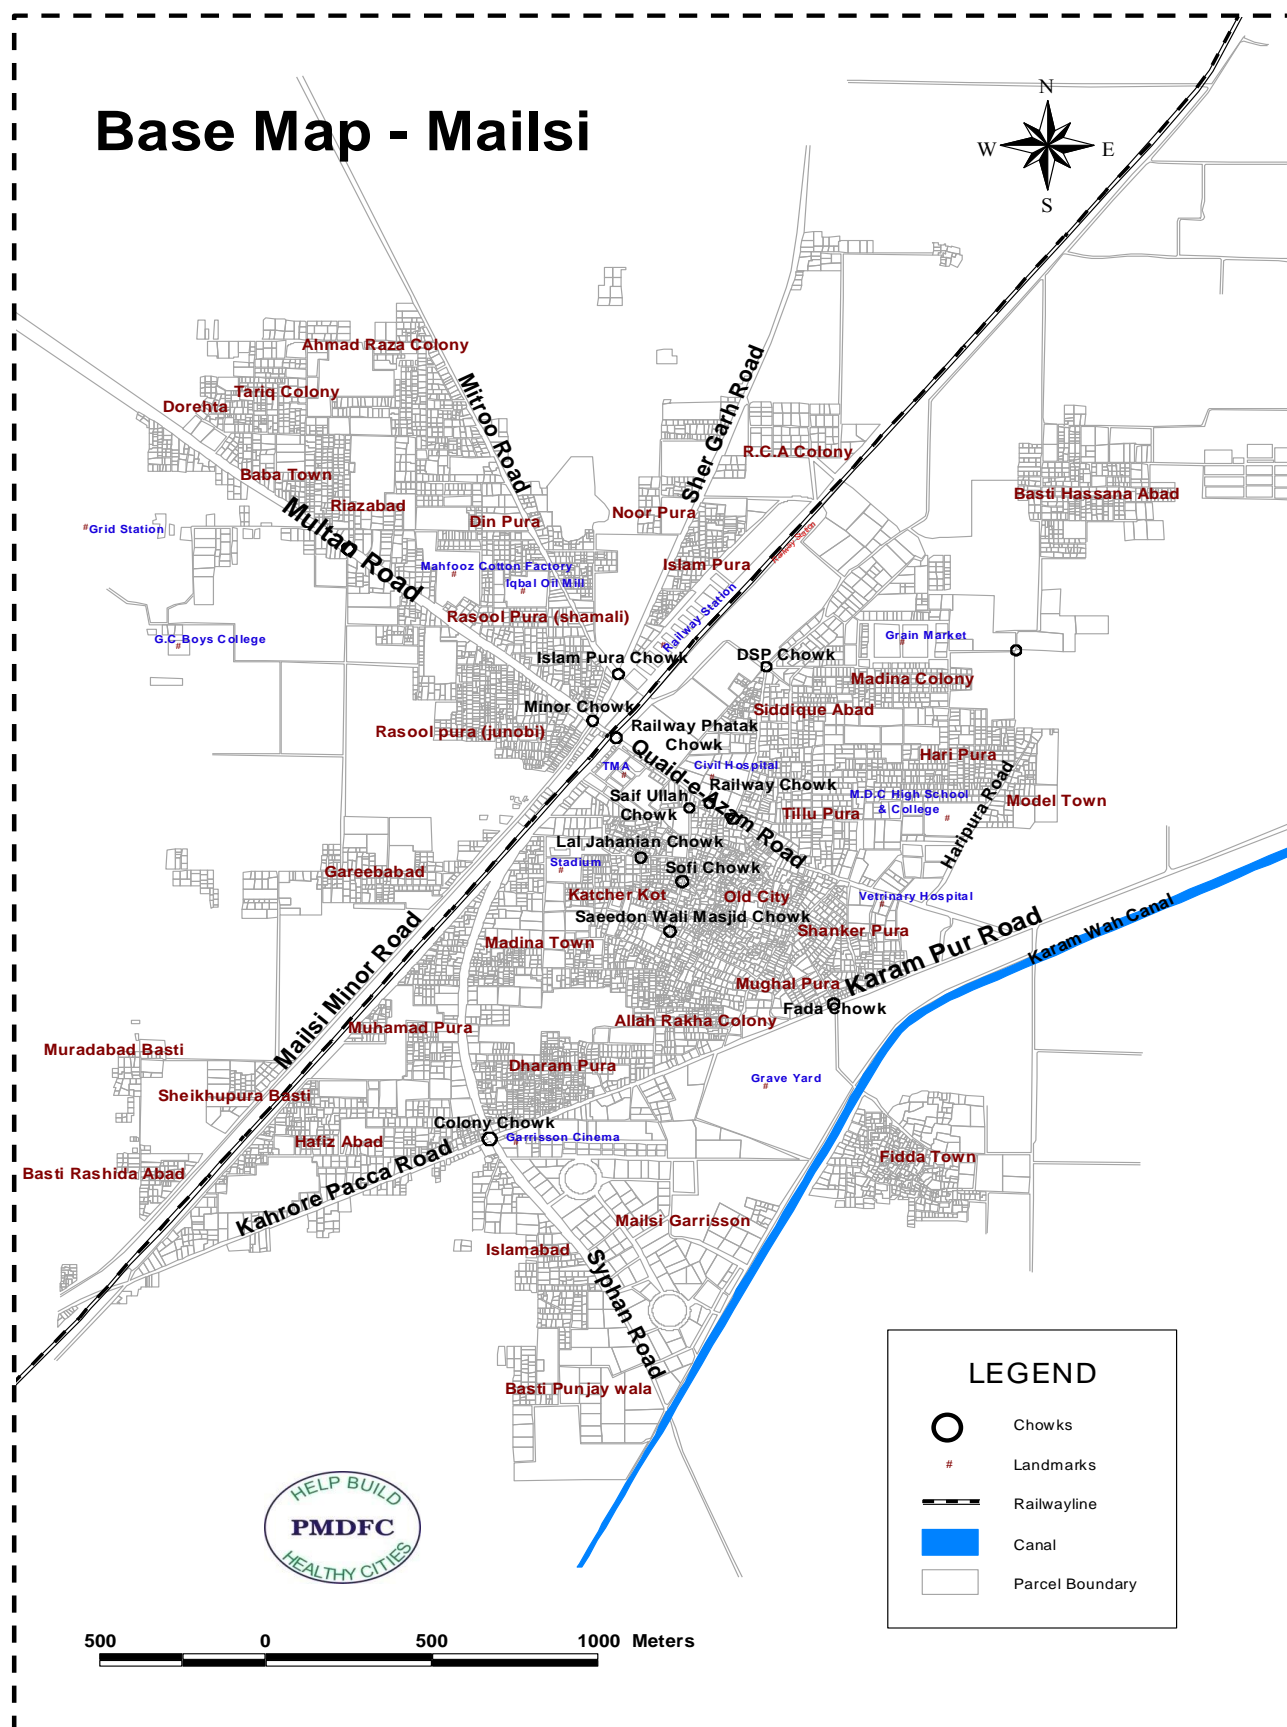 Base Map - Mailsi
N
W
E
S
Ahmad Raza Colony
Tariq Colony
Dorehta
Mitroo Road
Sher Garh Road
R.C.A Colony
Baba Town
Riazabad
Din Pura
Noor Pura
Basti Hassana Abad
Grid Station
Multan Road
Mahfooz Cotton Factory
Iqbal Oil Mill
Islam Pura
Railway Station
Railway Station
Rasool Pura (shamali)
G.C Boys College
Grain Market
Islam Pura Chowk
DSP Chowk
Madina Colony
Minor Chowk
Siddique Abad
Rasool pura (junobi)
Railway Phatak
Chowk
Quaid-e-Azam Road
Hari Pura
TMA
Civil Hospital
Railway Chowk
Saif Ullah
Chowk
M.D.C High School
& College
Model Town
Tillu Pura
Haripura Road
Lal Jahanian Chowk
Stadium
Sofi Chowk
Gareebabad
Katcher Kot
Old City
Vetrinary Hospital
Saeedon Wali Masjid Chowk
Shanker Pura
Madina Town
Karam Pur Road
Karam Wah Canal
Mailsi Minor Road
Mughal Pura
Fada Chowk
Muhamad Pura
Allah Rakha Colony
Muradabad Basti
Dharam Pura
Grave Yard
Sheikhupura Basti
Colony Chowk
Garrisson Cinema
Hafiz Abad
Fidda Town
Basti Rashida Abad
Kahrore Pacca Road
Mailsi Garrisson
Islamabad
Syphan Road
Basti Punjay wala
LEGEND
Chowks
# Landmarks
Railwayline
Canal
Parcel Boundary
HELP BUILD
PMDFC
HEALTHY CITIES
500 0 500 1000 Meters